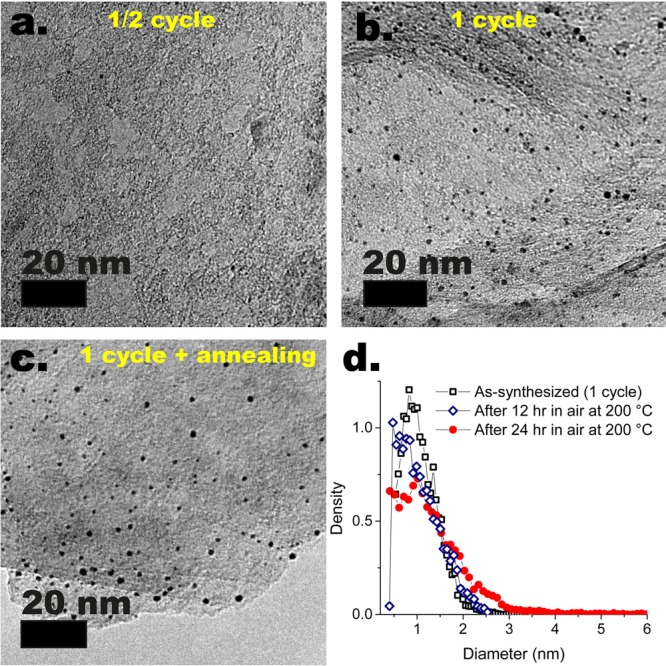 a.
1/2 cycle
20 nm
b.
1 cycle
20 nm
c.
1 cycle + annealing
20 nm
d.
As-synthesized (1 cycle)
After 12 hr in air at 200 °C
After 24 hr in air at 200 °C
1.0
0.5
0.0
Density
1 2 3 4 5 6
Diameter (nm)